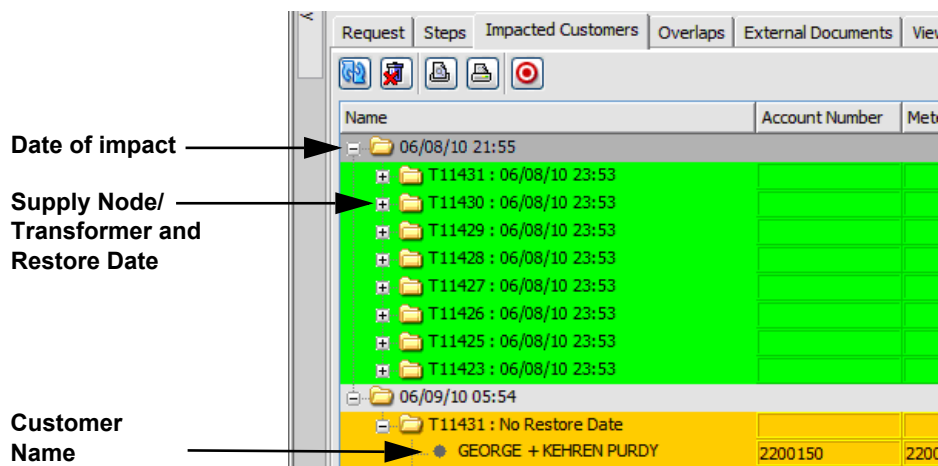 Request Steps Impacted Customers Overlaps External Documents View
Name Account Number Mete
Date of impact
06/08/10 21:55
T11431 : 06/08/10 23:53
Supply Node/
Transformer and
Restore Date
T11430 : 06/08/10 23:53
T11429 : 06/08/10 23:53
T11428 : 06/08/10 23:53
T11427 : 06/08/10 23:53
T11426 : 06/08/10 23:53
T11425 : 06/08/10 23:53
T11423 : 06/08/10 23:53
06/09/10 05:54
Customer
Name
T11431 : No Restore Date
GEORGE + KEHREN PURDY 2200150 2200